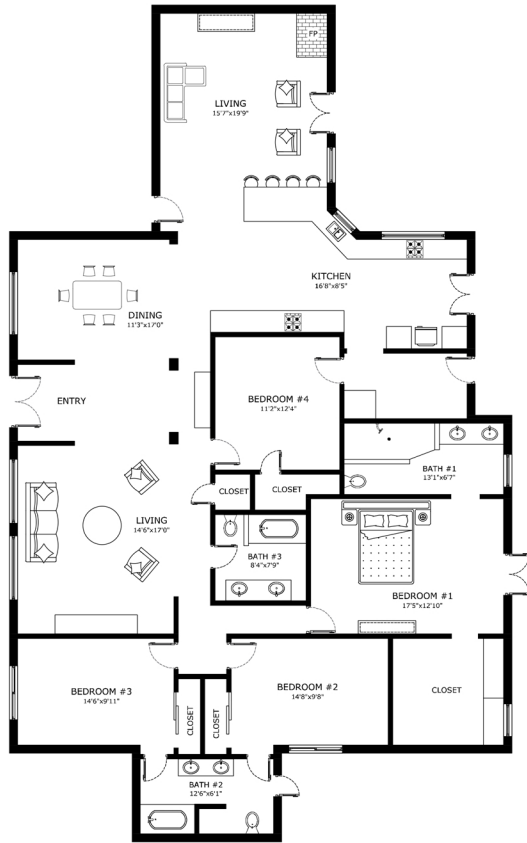 FP
LIVING
15'7"x19'9"
KITCHEN
16'8"x8'5"
DINING
11'3"x17'0"
ENTRY
BEDROOM #4
11'2"x12'4"
BATH #1
13'1"x6'7"
CLOSET
CLOSET
LIVING
14'6"x17'0"
BATH #3
8'4"x7'9"
BEDROOM #1
17'5"x12'10"
BEDROOM #3
14'6"x9'11"
CLOSET
CLOSET
BEDROOM #2
14'8"x9'8"
CLOSET
BATH #2
12'6"x6'1"